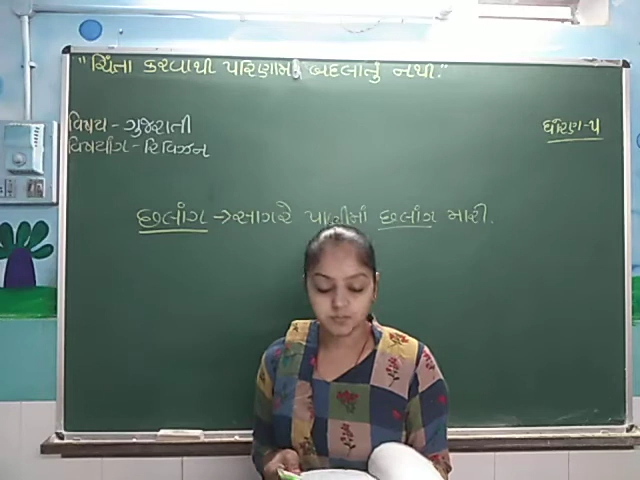 "ચિંતા કરવાથી પરિણામ બદલાતું નથી."
વિષય - ગુજરાતી
ધોરણ - ૫
વિષયાંગ - રિવિઝન
છલાંગ → સાગરે પાણીમાં છલાંગ મારી.